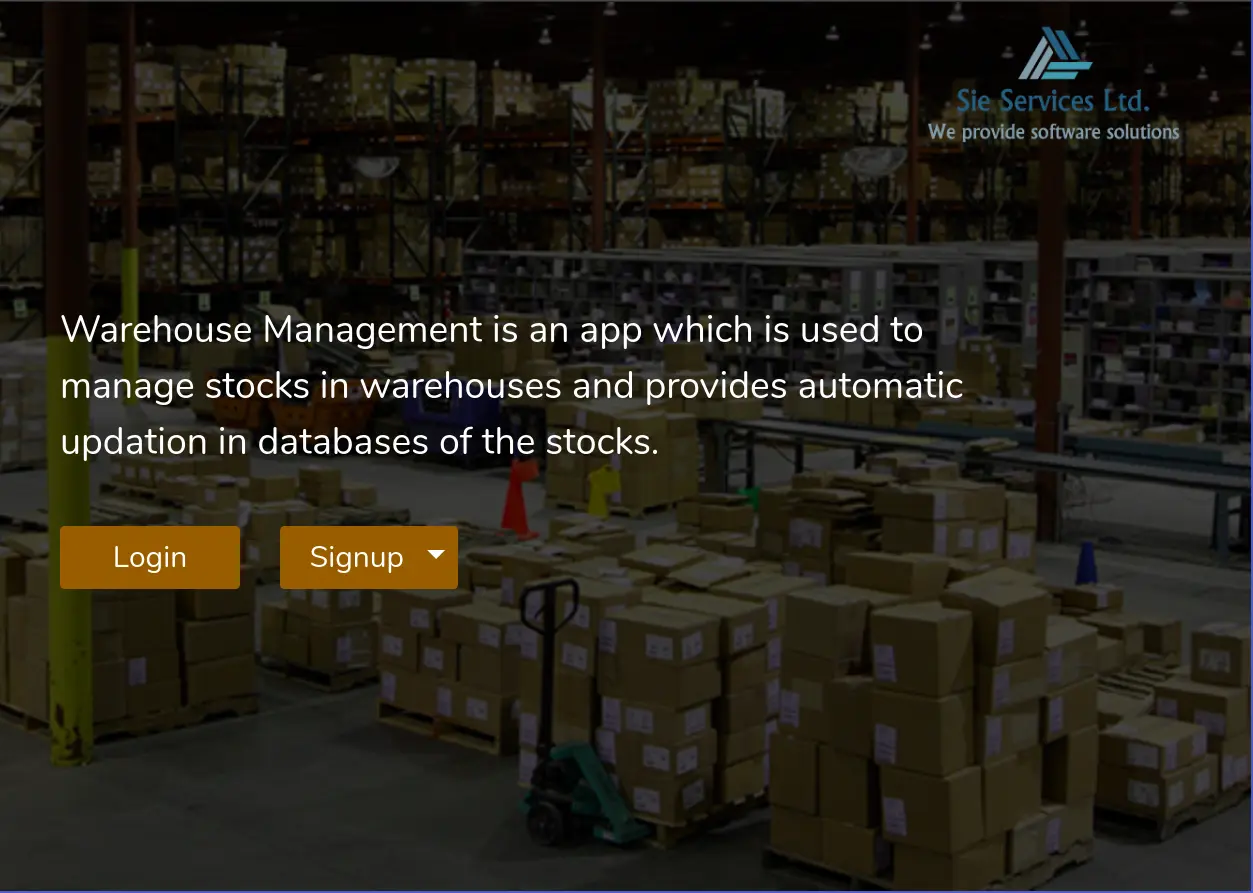 Sie Services Ltd.
We provide software solutions
Warehouse Management is an app which is used to
manage stocks in warehouses and provides automatic
updation in databases of the stocks.
Login
Signup